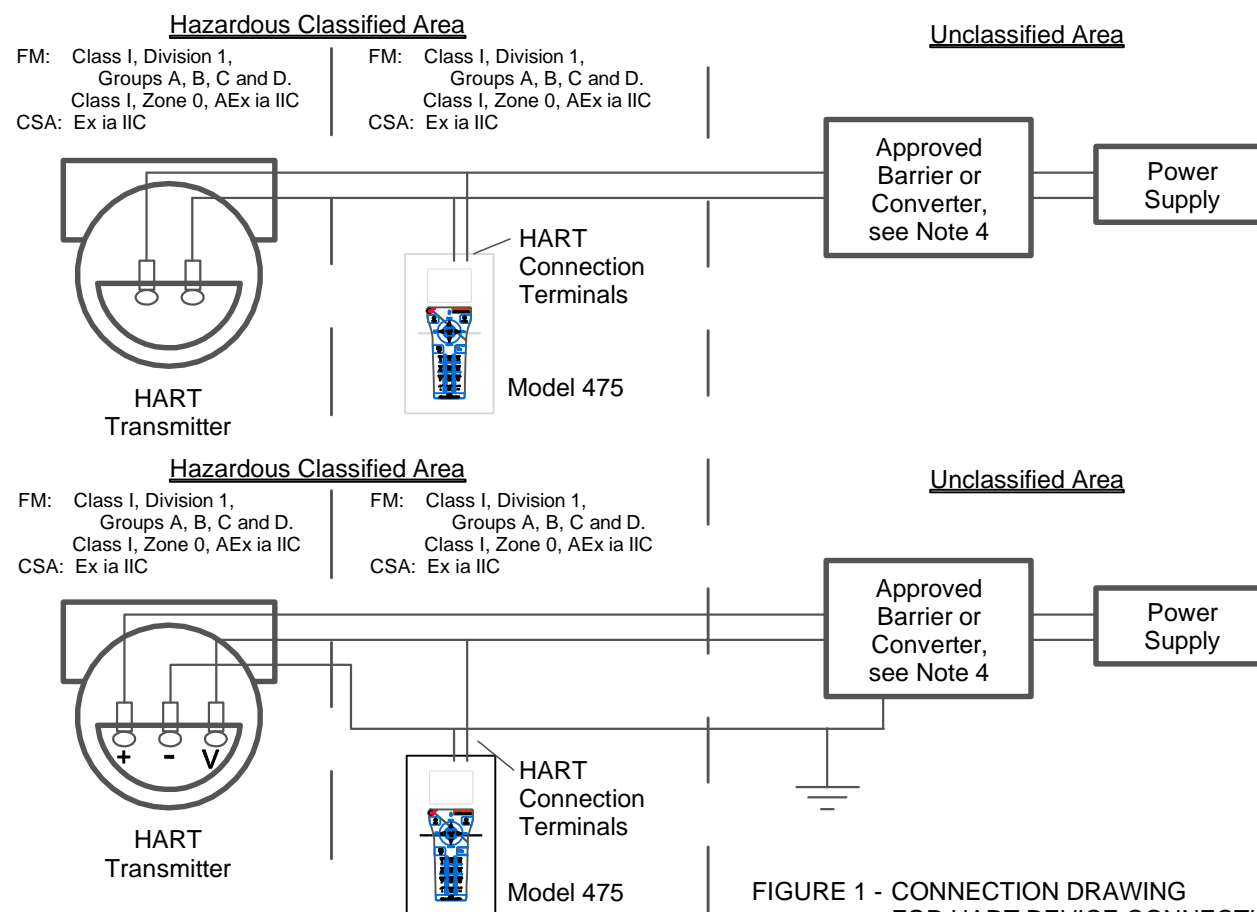 Hazardous Classified Area
Unclassified Area
FM: Class I, Division 1,
Groups A, B, C and D.
Class I, Zone 0, AEx ia IIC
CSA: Ex ia IIC
FM: Class I, Division 1,
Groups A, B, C and D.
Class I, Zone 0, AEx ia IIC
CSA: Ex ia IIC
Approved
Barrier or
Converter,
see Note 4
Power
Supply
HART
Connection
Terminals
Model 475
HART
Transmitter
Hazardous Classified Area
Unclassified Area
FM: Class I, Division 1,
Groups A, B, C and D.
Class I, Zone 0, AEx ia IIC
CSA: Ex ia IIC
FM: Class I, Division 1,
Groups A, B, C and D.
Class I, Zone 0, AEx ia IIC
CSA: Ex ia IIC
Approved
Barrier or
Converter,
see Note 4
Power
Supply
+ - V
HART
Connection
Terminals
HART
Transmitter
Model 475
FIGURE 1 - CONNECTION DRAWING
FOR HART DEVICE